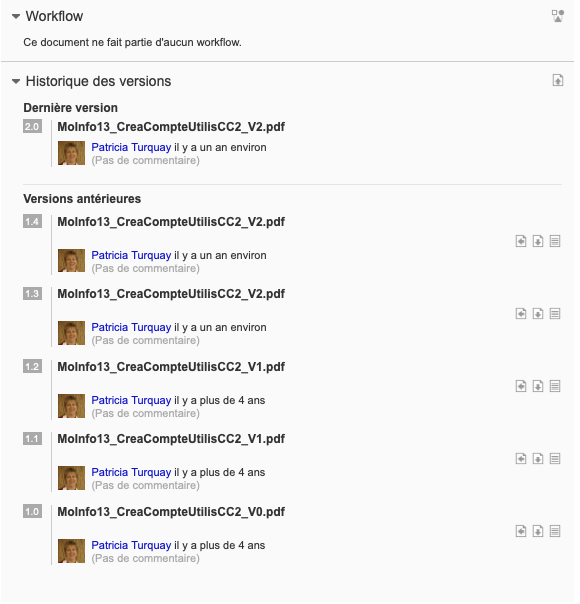 Workflow
Ce document ne fait partie d'aucun workflow.
Historique des versions
Dernière version
2.0
MoInfo13_CreaCompteUtilisCC2_V2.pdf
Patricia Turquay il y a un an environ
(Pas de commentaire)
Versions antérieures
1.4
MoInfo13_CreaCompteUtilisCC2_V2.pdf
Patricia Turquay il y a un an environ
(Pas de commentaire)
1.3
MoInfo13_CreaCompteUtilisCC2_V2.pdf
Patricia Turquay il y a un an environ
(Pas de commentaire)
1.2
MoInfo13_CreaCompteUtilisCC2_V1.pdf
Patricia Turquay il y a plus de 4 ans
(Pas de commentaire)
1.1
MoInfo13_CreaCompteUtilisCC2_V1.pdf
Patricia Turquay il y a plus de 4 ans
(Pas de commentaire)
1.0
MoInfo13_CreaCompteUtilisCC2_V0.pdf
Patricia Turquay il y a plus de 4 ans
(Pas de commentaire)